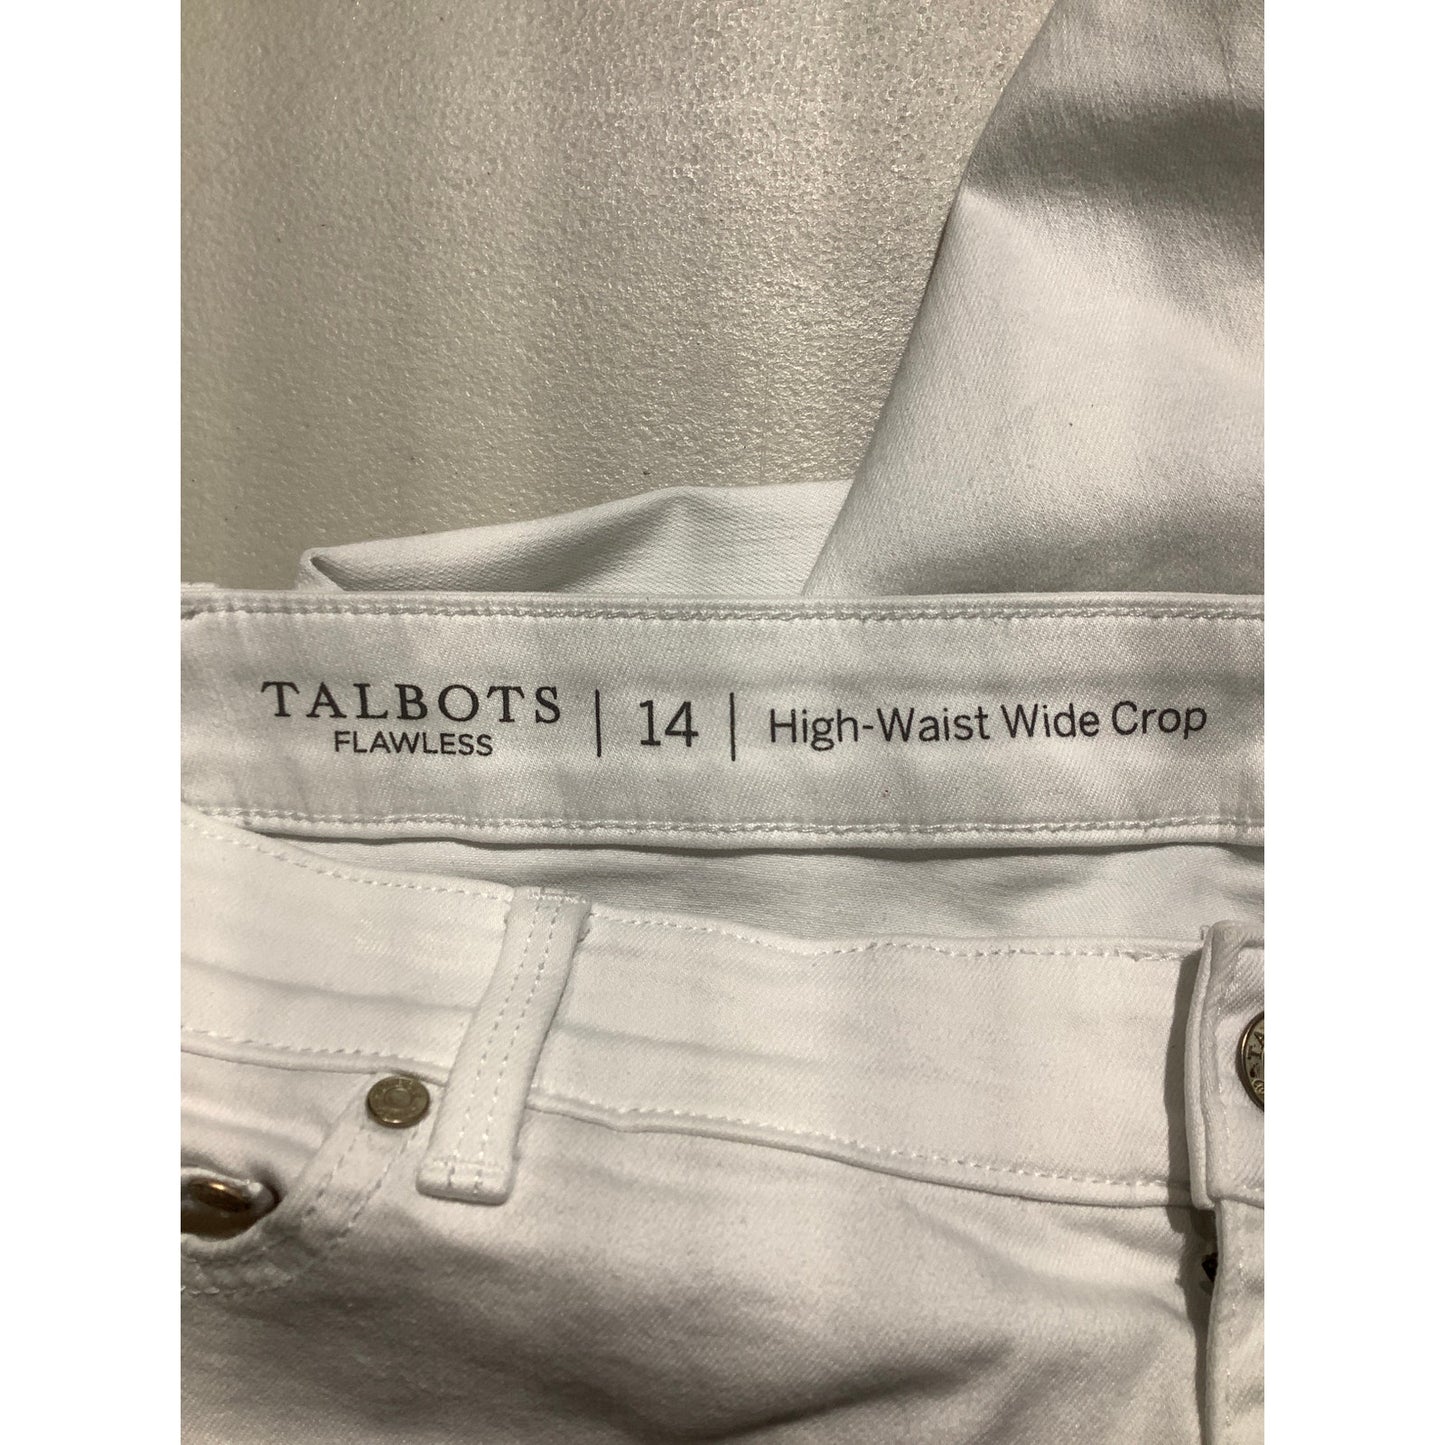 TALBOTS | 14 | High-Waist Wide Crop
FLAWLESS